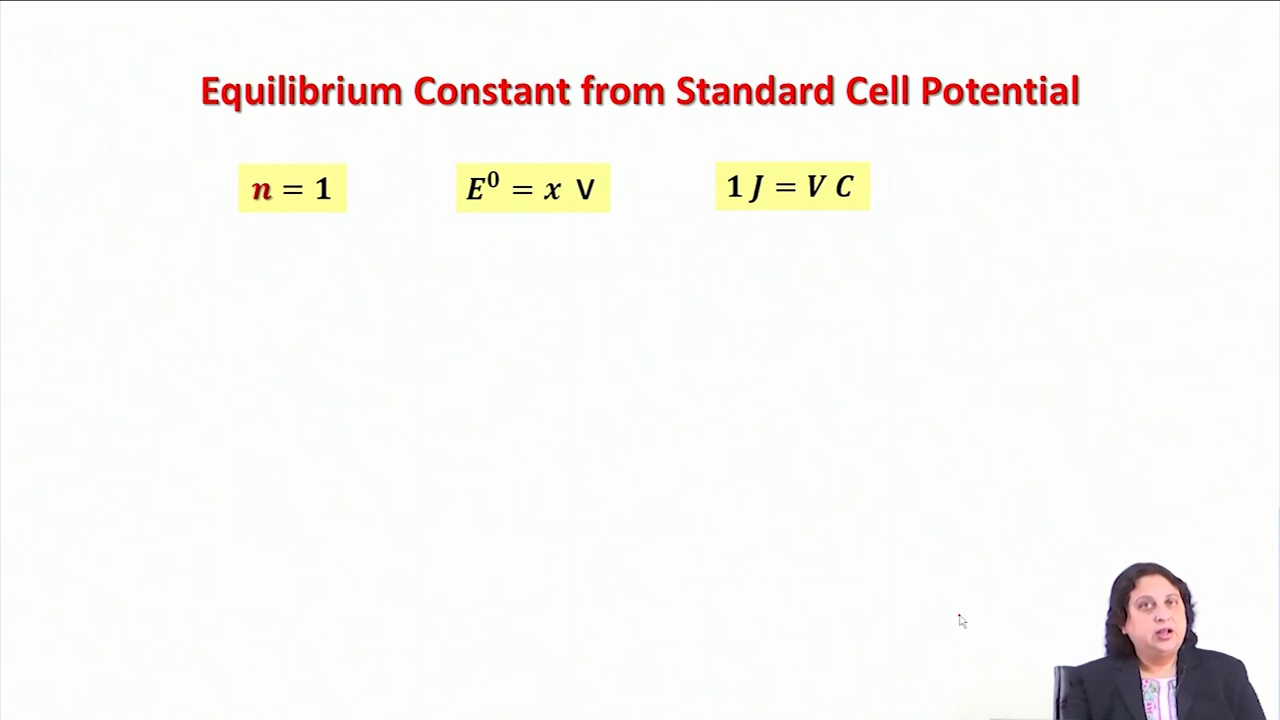 Equilibrium Constant from Standard Cell Potential
n = 1
E⁰ = x V
1 J = V C